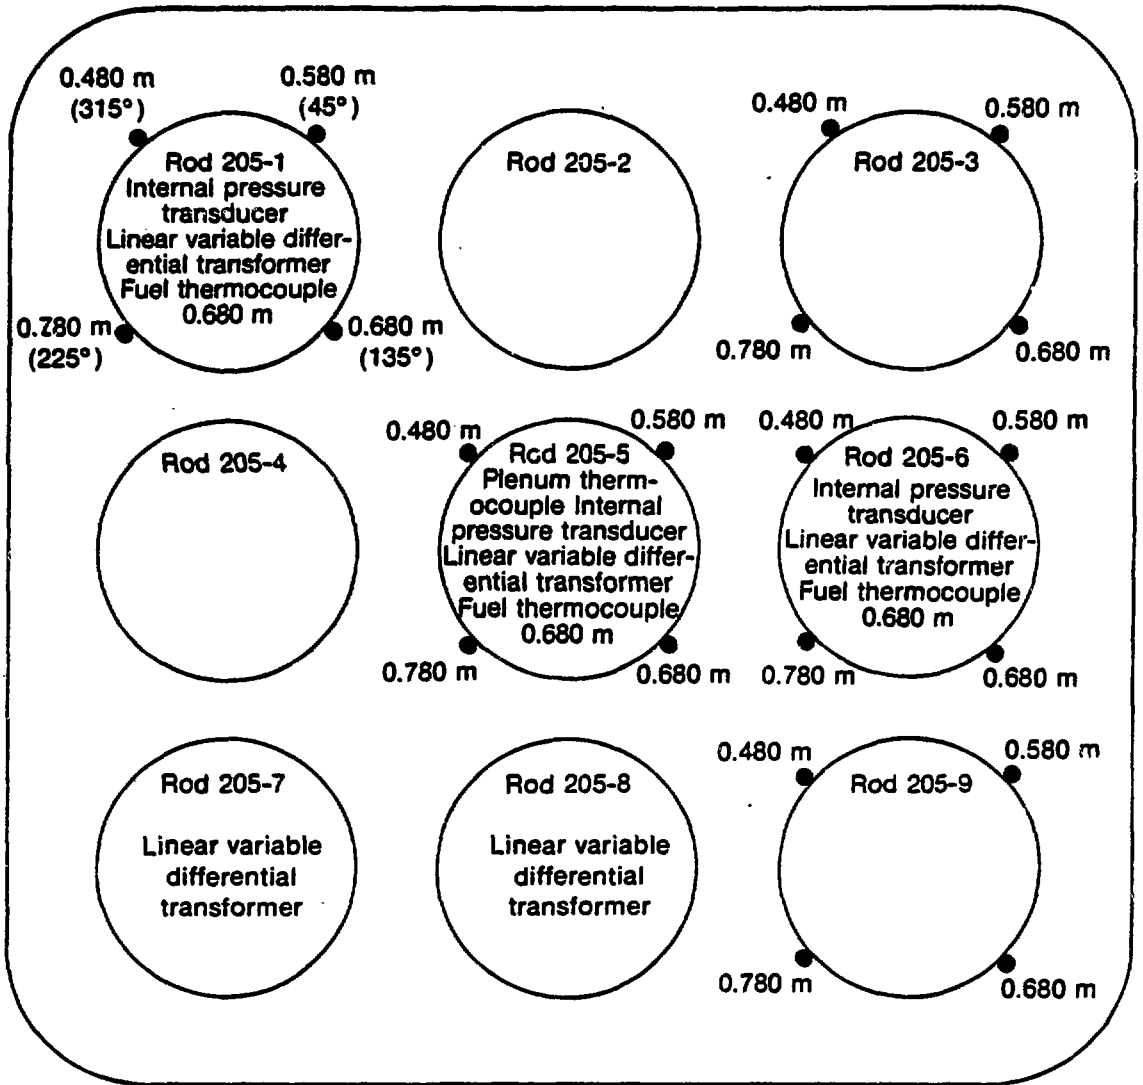 0.480 m
(315°)
0.580 m
(45°)
Rod 205-1
Internal pressure
transducer
Linear variable differ-
ential transformer
Fuel thermocouple
0.680 m
0.780 m
(225°)
0.680 m
(135°)
Rod 205-2
0.480 m
0.580 m
Rod 205-3
0.780 m
0.680 m
Rod 205-4
0.480 m
0.580 m
Rod 205-5
Plenum therm-
ocouple Internal
pressure transducer
Linear variable differ-
ential transformer
Fuel thermocouple
0.680 m
0.780 m
0.680 m
0.480 m
0.580 m
Rod 205-6
Internal pressure
transducer
Linear variable differ-
ential transformer
Fuel thermocouple
0.680 m
0.780 m
0.680 m
Rod 205-7
Linear variable
differential
transformer
Rod 205-8
Linear variable
differential
transformer
0.480 m
0.580 m
Rod 205-9
0.780 m
0.680 m